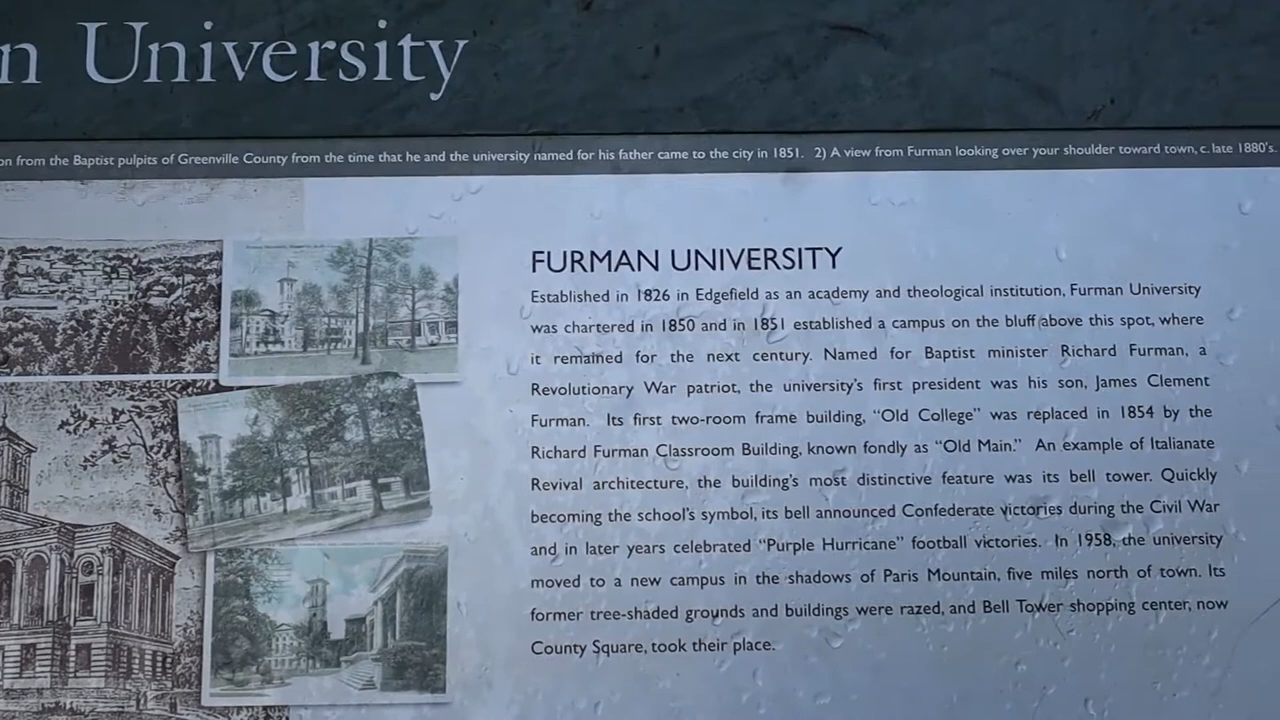 n University
on from the Baptist pulpits of Greenville County from the time that he and the university named for his father came to the city in 1851. 2) A view from Furman looking over your shoulder toward town, c. late 1880's.
FURMAN UNIVERSITY
Established in 1826 in Edgefield as an academy and theological institution, Furman University
was chartered in 1850 and in 1851 established a campus on the bluff above this spot, where
it remained for the next century. Named for Baptist minister Richard Furman, a
Revolutionary War patriot, the university's first president was his son, James Clement
Furman. Its first two-room frame building, “Old College” was replaced in 1854 by the
Richard Furman Classroom Building, known fondly as “Old Main.” An example of Italianate
Revival architecture, the building's most distinctive feature was its bell tower. Quickly
becoming the school's symbol, its bell announced Confederate victories during the Civil War
and in later years celebrated “Purple Hurricane” football victories. In 1958, the university
moved to a new campus in the shadows of Paris Mountain, five miles north of town. Its
former tree-shaded grounds and buildings were razed, and Bell Tower shopping center, now
County Square, took their place.